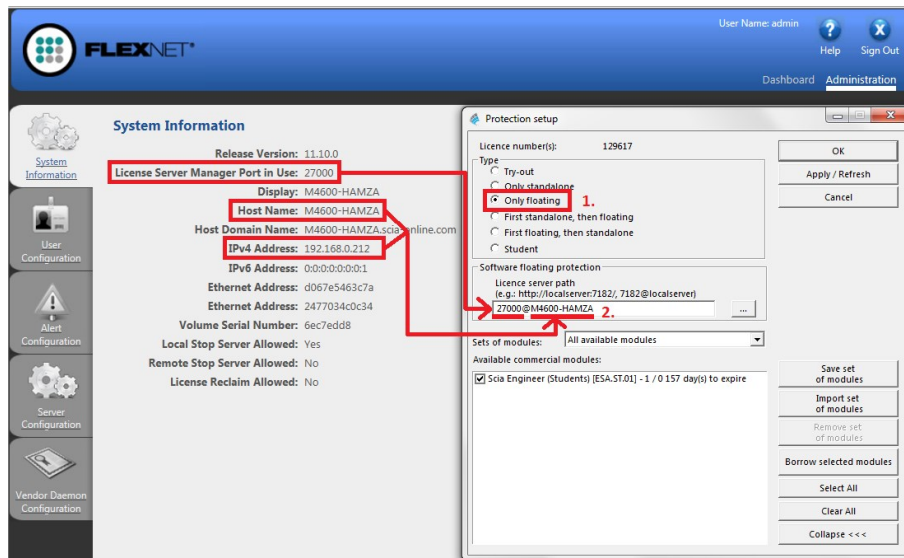 User Name: admin
FLEXNET
Help
Sign Out
Dashboard Administration
System Information
User Configuration
Alert Configuration
Server Configuration
Vendor Daemon Configuration
System Information
Release Version: 11.10.0
License Server Manager Port in Use: 27000
Display: M4600-HAMZA
Host Name: M4600-HAMZA
Host Domain Name: M4600-HAMZA.scia-online.com
IPv4 Address: 192.168.0.212
IPv6 Address: 0:0:0:0:0:0:0:1
Ethernet Address: d067e5463c7a
Ethernet Address: 2477034c0c34
Volume Serial Number: 6ec7edd8
Local Stop Server Allowed: Yes
Remote Stop Server Allowed: No
License Reclaim Allowed: No
Protection setup
Licence number(s): 129617
Type
Try-out
Only standalone
Only floating 1.
First standalone, then floating
First floating, then standalone
Student
Software floating protection
Licence server path
(e.g.: http://localserver:7182/, 7182@localserver)
27000@M4600-HAMZA 2.
...
Sets of modules: All available modules
Available commercial modules:
Scia Engineer (Students) [ESA.ST.01] - 1 / 0 157 day(s) to expire
OK
Apply / Refresh
Cancel
Save set
of modules
Import set
of modules
Remove set
of modules
Borrow selected modules
Select All
Clear All
Collapse <<<